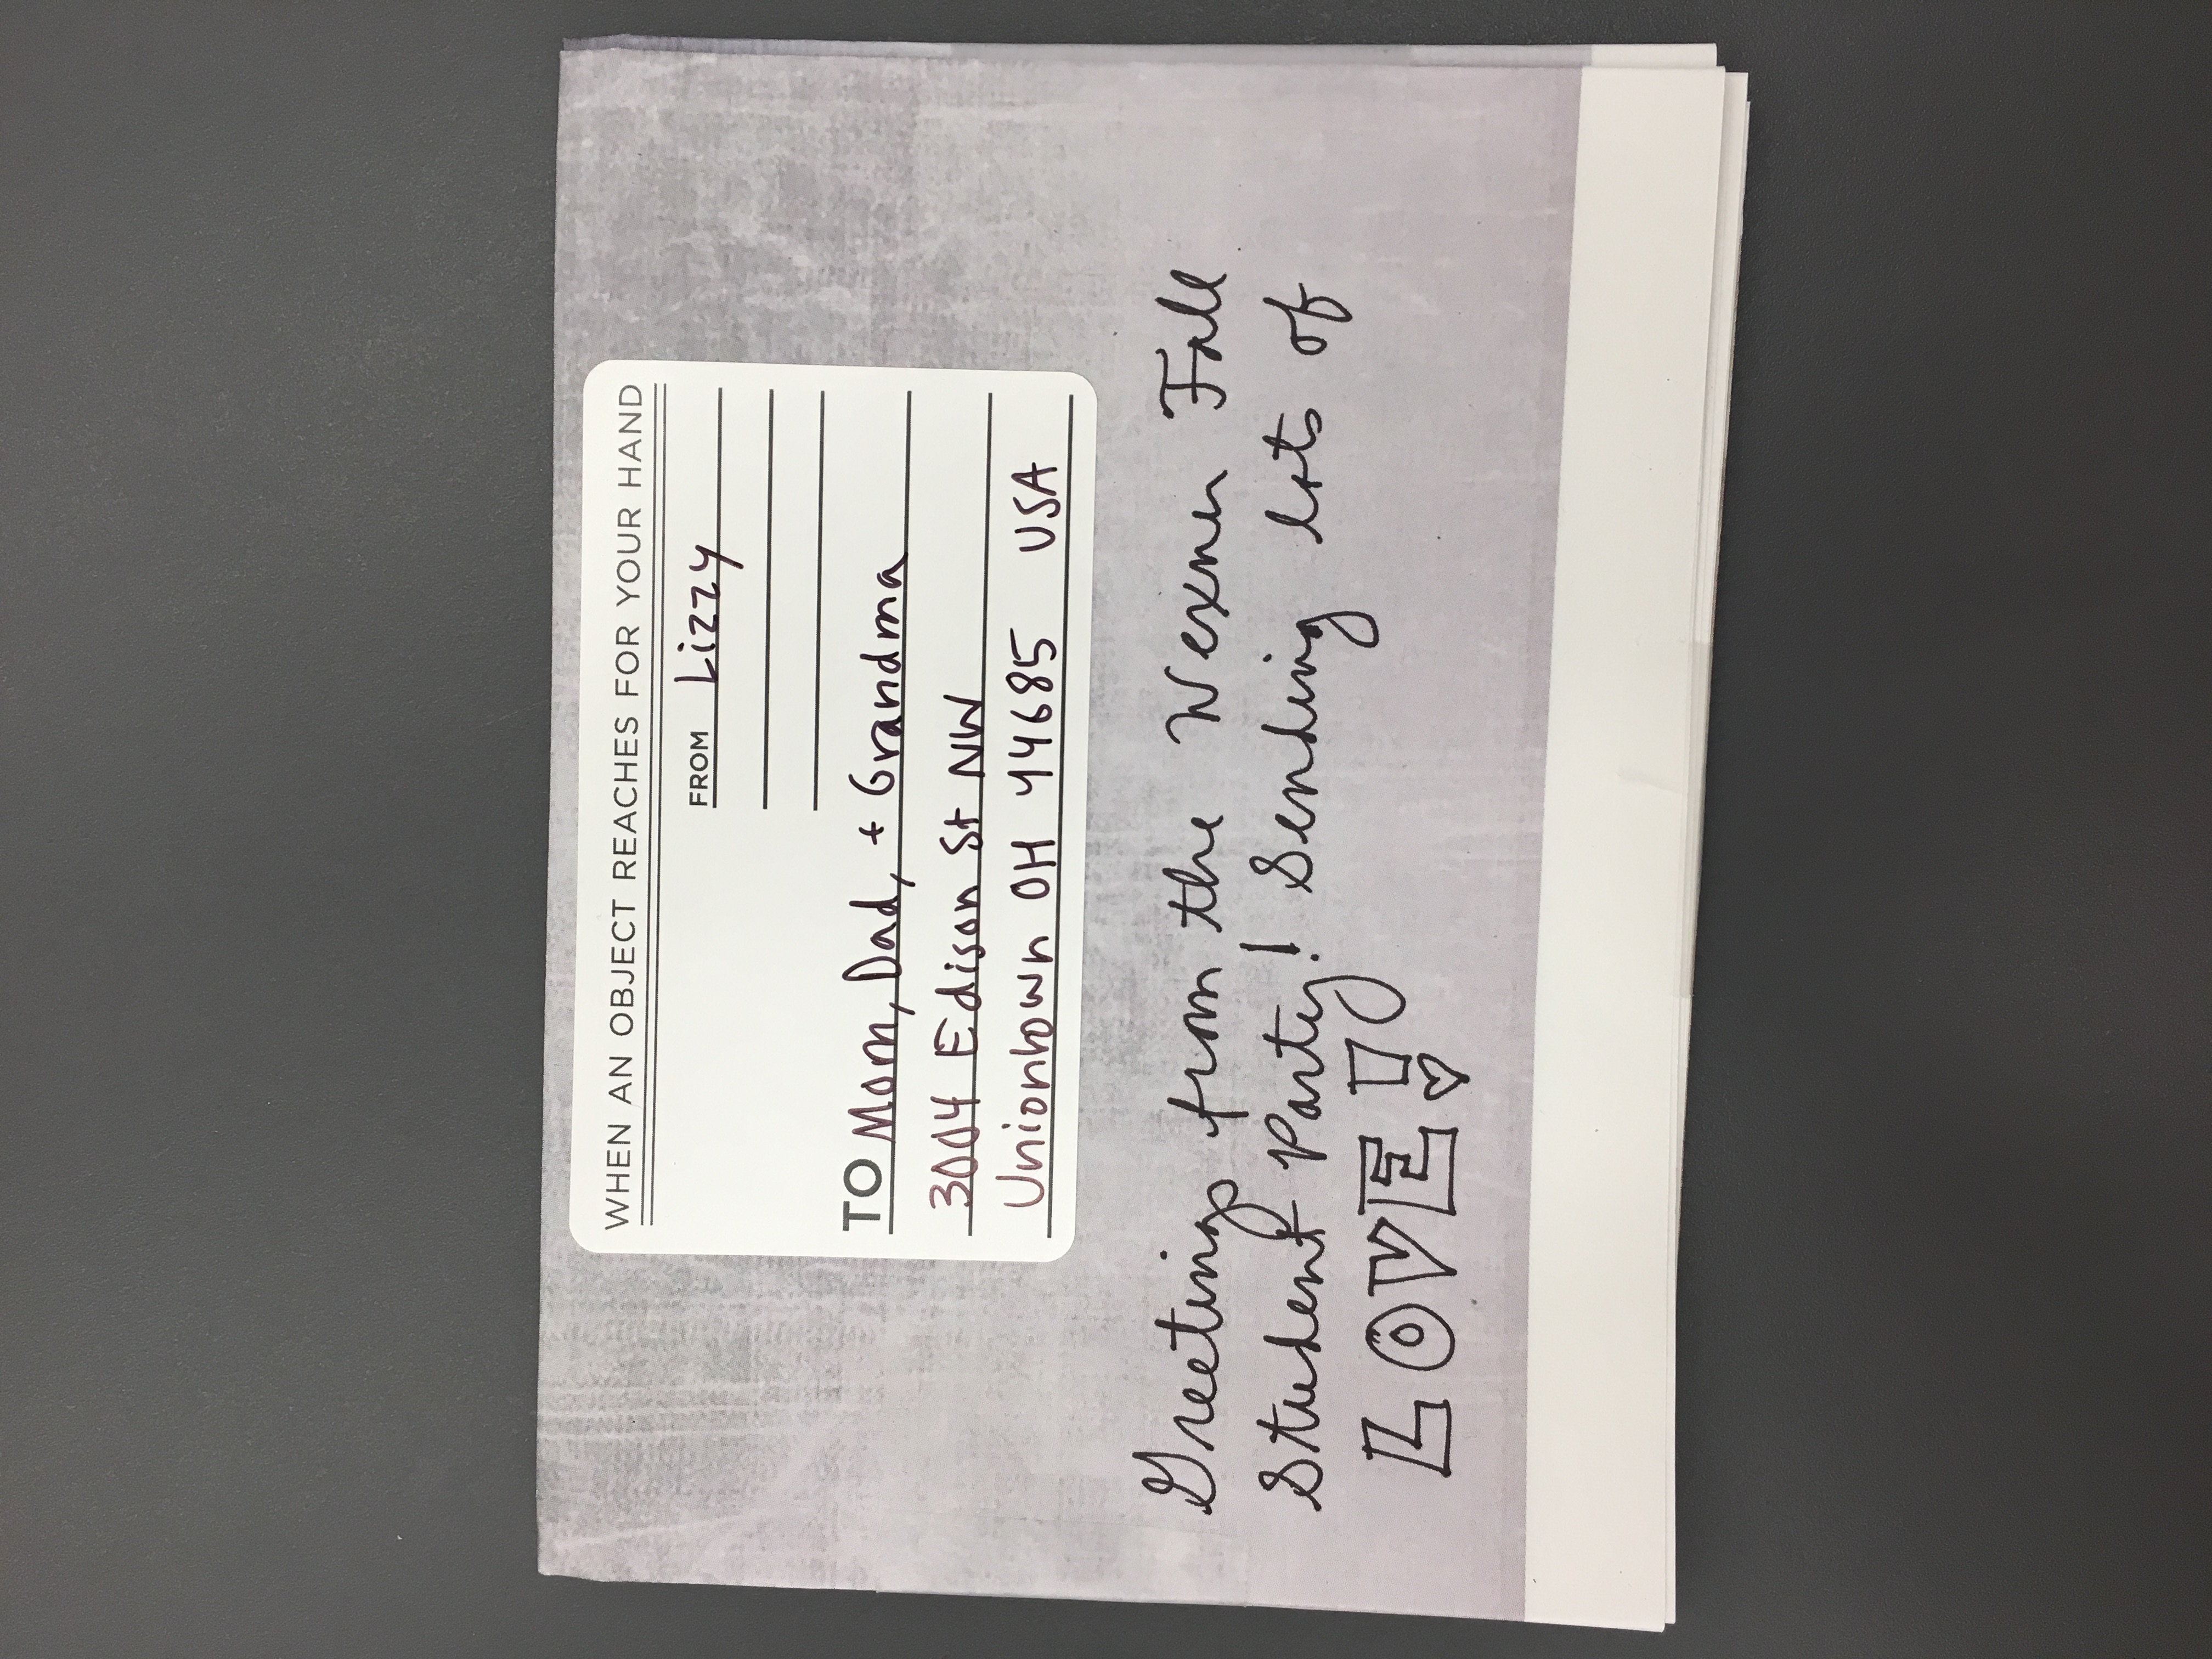 WHEN AN OBJECT REACHES FOR YOUR HAND
FROM Lizzy
TO Mom, Dad, + Grandma
3004 Edison St NW
Uniontown OH 44685 USA
Greetings from the Wexner Fall
Student Party! Sending lots of
LOVE!